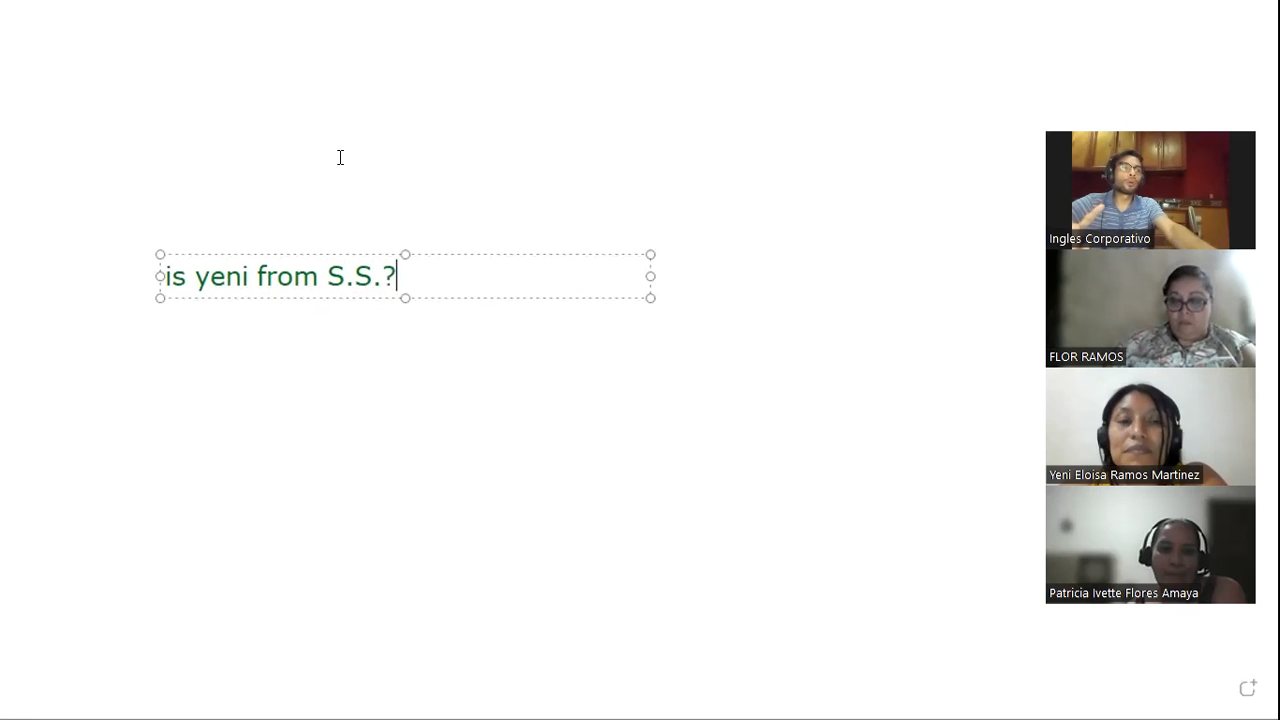 is yeni from S.S.?
Ingles Corporativo
FLOR RAMOS
Yeni Eloisa Ramos Martinez
Patricia Ivette Flores Amaya